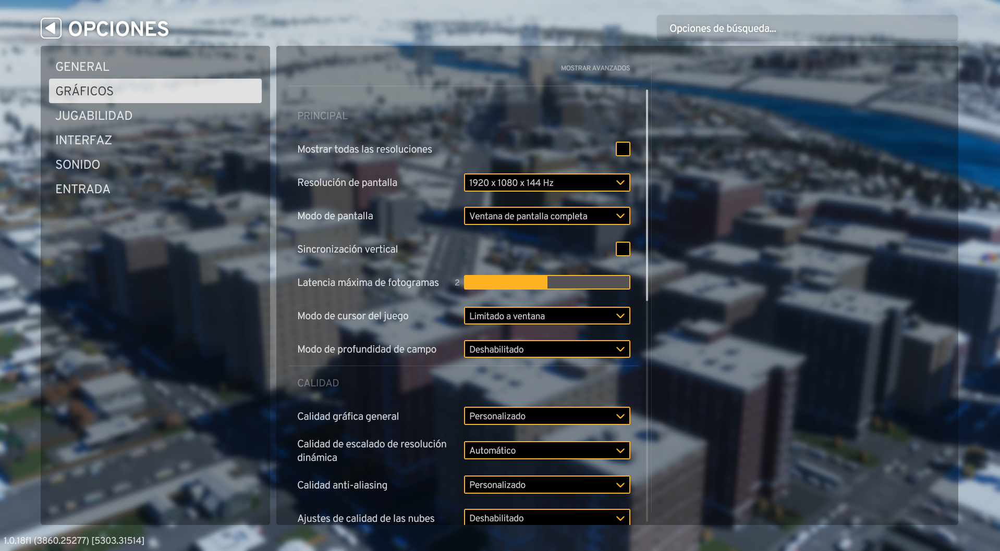 OPCIONES
Opciones de búsqueda...
GENERAL
GRÁFICOS
JUGABILIDAD
INTERFAZ
SONIDO
ENTRADA
MOSTRAR AVANZADOS
PRINCIPAL
Mostrar todas las resoluciones
Resolución de pantalla
1920 x 1080 x 144 Hz
Modo de pantalla
Ventana de pantalla completa
Sincronización vertical
Latencia máxima de fotogramas
2
Modo de cursor del juego
Limitado a ventana
Modo de profundidad de campo
Deshabilitado
CALIDAD
Calidad gráfica general
Personalizado
Calidad de escalado de resolución
dinámica
Automático
Calidad anti-aliasing
Personalizado
Ajustes de calidad de las nubes
Deshabilitado
1.0.18f1 (3860.25277) [5303.31514]